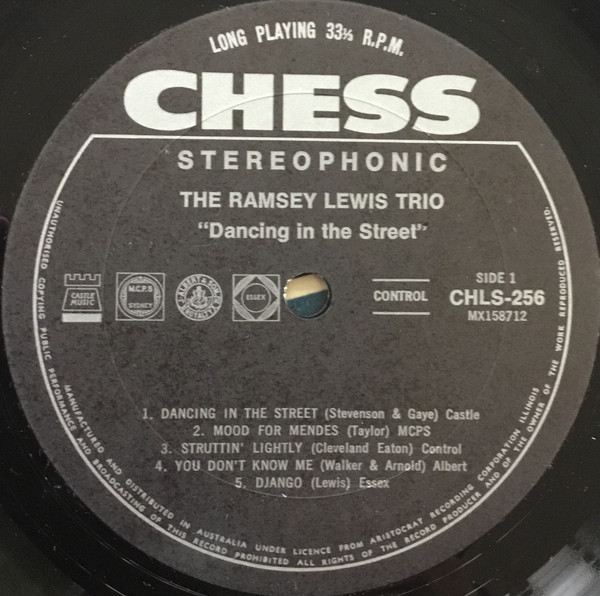 LONG PLAYING 33⅓ R.P.M.
CHESS
STEREOPHONIC
THE RAMSEY LEWIS TRIO
"Dancing in the Street"
CASTLE
MUSIC
M.C.P.S
SYDNEY
ALBERT & SON
ROYALTY
ESSEX
CONTROL
SIDE 1
CHLS-256
MX158712
1. DANCING IN THE STREET (Stevenson & Gaye) Castle
2. MOOD FOR MENDES (Taylor) MCPS
3. STRUTTIN' LIGHTLY (Cleveland Eaton) Control
4. YOU DON'T KNOW ME (Walker & Arnold) Albert
5. DJANGO (Lewis) Essex
MANUFACTURED AND DISTRIBUTED IN AUSTRALIA UNDER LICENCE FROM ARISTOCRAT RECORDING CORPORATION ILLINOIS
UNAUTHORISED COPYING PUBLIC PERFORMANCE AND BROADCASTING OF THIS RECORD PROHIBITED ALL RIGHTS OF THE RECORD PRODUCER AND OF THE OWNER OF THE WORK REPRODUCED RESERVED.